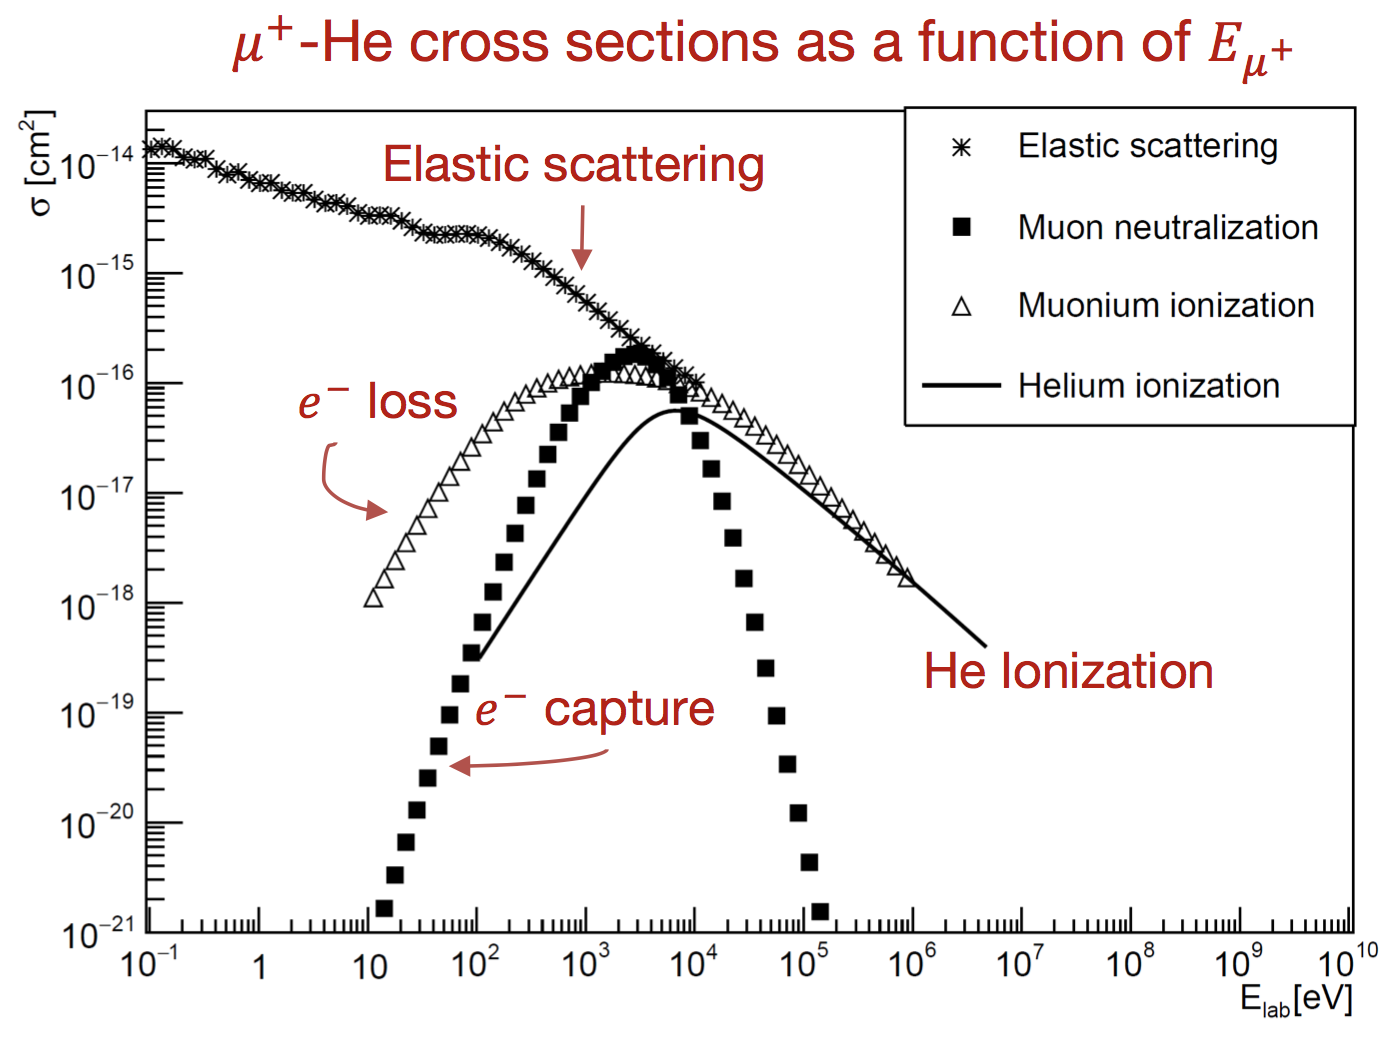 μ⁺-He cross sections as a function of E_μ⁺
σ [cm²]
10⁻¹⁴
10⁻¹⁵
10⁻¹⁶
10⁻¹⁷
10⁻¹⁸
10⁻¹⁹
10⁻²⁰
10⁻²¹
Elastic scattering
e⁻ loss
e⁻ capture
He Ionization
Elastic scattering
Muon neutralization
Muonium ionization
Helium ionization
10⁻¹ 1 10 10² 10³ 10⁴ 10⁵ 10⁶ 10⁷ 10⁸ 10⁹ 10¹⁰
E_lab[eV]